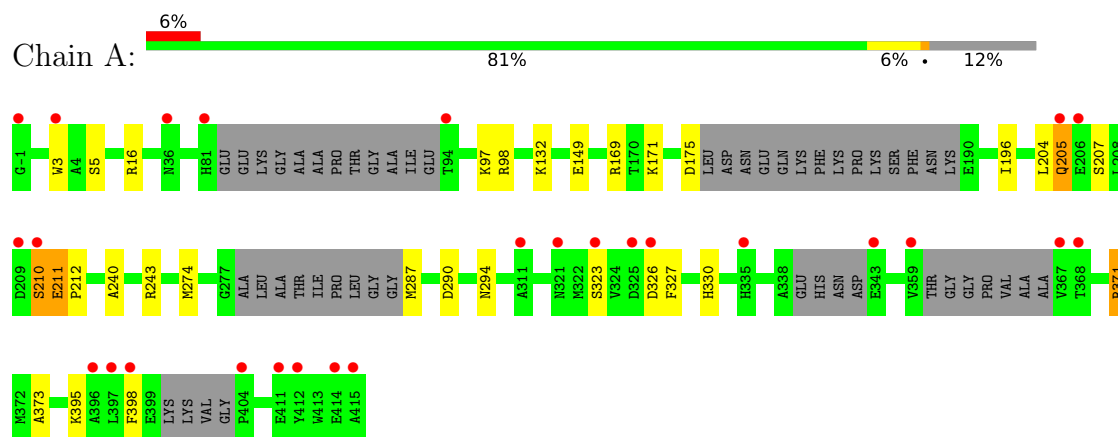 6%
Chain A:
81% 6% • 12%
G-1 W3 A4 S5 R16 N36 H81 GLU GLU LYS GLY ALA ALA PRO THR GLY ALA ILE GLU T94 K97 R98 K132 E149 R169 T170 K171 D175 LEU ASP ASN GLU GLN LYS PHE LYS PRO LYS SER PHE ASN LYS E190 I196 L204 Q205 E206 S207 L208
D209 S210 E211 P212 A240 R243 M274 G277 ALA LEU ALA ALA THR ILE PRO LEU GLY GLY M287 D290 N294 A311 N321 M322 S323 V324 D325 D326 F327 H330 H335 A338 GLU HIS ASN ASP E343 V359 THR GLY GLY PRO VAL ALA ALA V367 T368
M372 A373 K395 A396 L397 F398 E399 LYS LYS VAL GLY P404 E411 Y412 W413 E414 A415